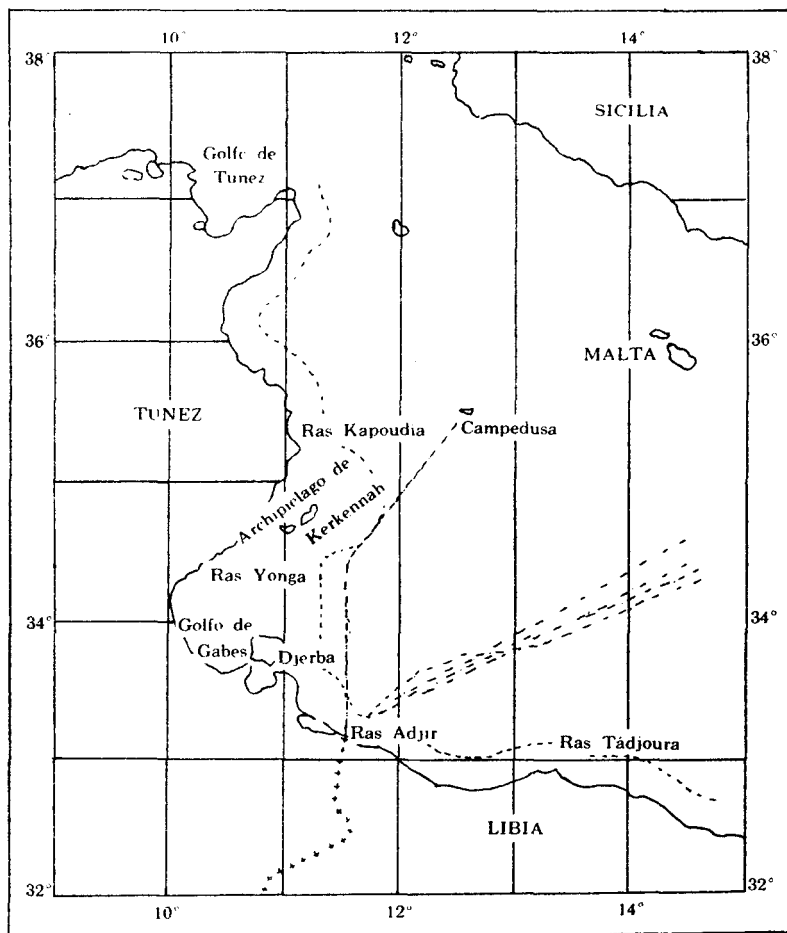 10° 12° 14°
38° 38°
SICILIA
Golfo de
Tunez
36° 36°
MALTA
TUNEZ
Ras Kapoudia
Campedusa
Archipielago de
Kerkennah
Ras Yonga
34° 34°
Golfo de
Gabes
Djerba
Ras Adjir
Ras Tádjoura
LIBIA
32° 32°
10° 12° 14°